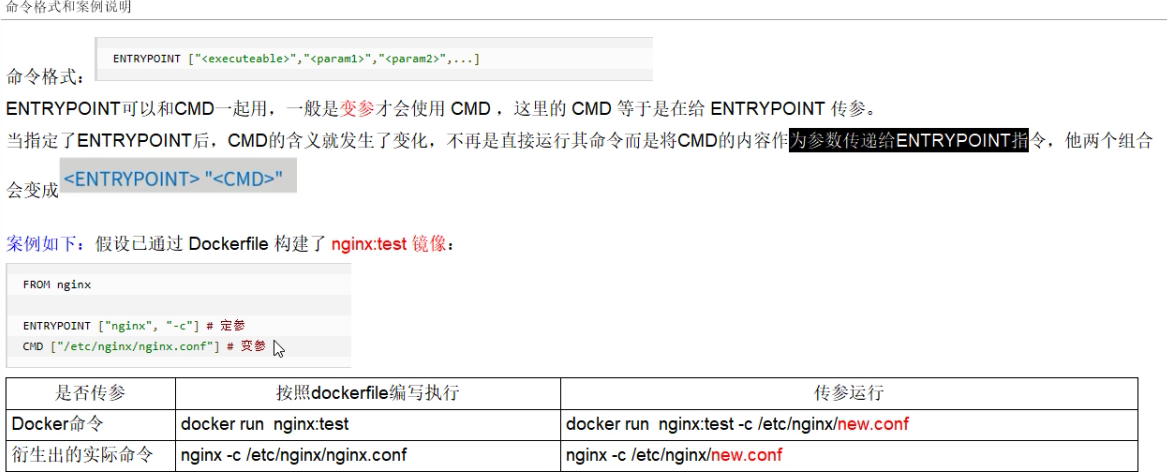 命令格式和案例说明
命令格式： ENTRYPOINT ["<executeable>","<param1>","<param2>",...]
ENTRYPOINT可以和CMD一起用，一般是变参才会使用 CMD ，这里的 CMD 等于是在给 ENTRYPOINT 传参。
当指定了ENTRYPOINT后，CMD的含义就发生了变化，不再是直接运行其命令而是将CMD的内容作为参数传递给ENTRYPOINT指令，他两个组合
会变成 <ENTRYPOINT> "<CMD>"
案例如下：假设已通过 Dockerfile 构建了 nginx:test 镜像：
FROM nginx
ENTRYPOINT ["nginx", "-c"] # 定参
CMD ["/etc/nginx/nginx.conf"] # 变参
是否传参 按照dockerfile编写执行 传参运行
Docker命令 docker run nginx:test docker run nginx:test -c /etc/nginx/new.conf
衍生出的实际命令 nginx -c /etc/nginx/nginx.conf nginx -c /etc/nginx/new.conf